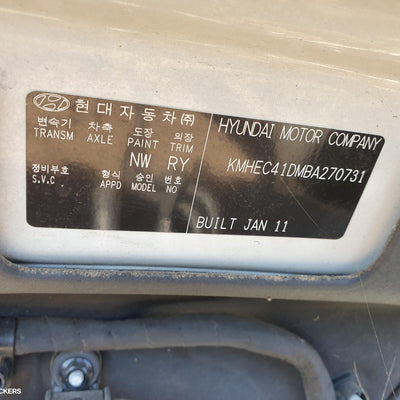 현대자동차㈜
변속기 차축 도장 의장
TRANSM AXLE PAINT TRIM
NW RY
정비부호 형식 승인 번호
S.V.C APPD MODEL NO
HYUNDAI MOTOR COMPANY
KMHEC41DMBA270731
BUILT JAN 11
CKERS